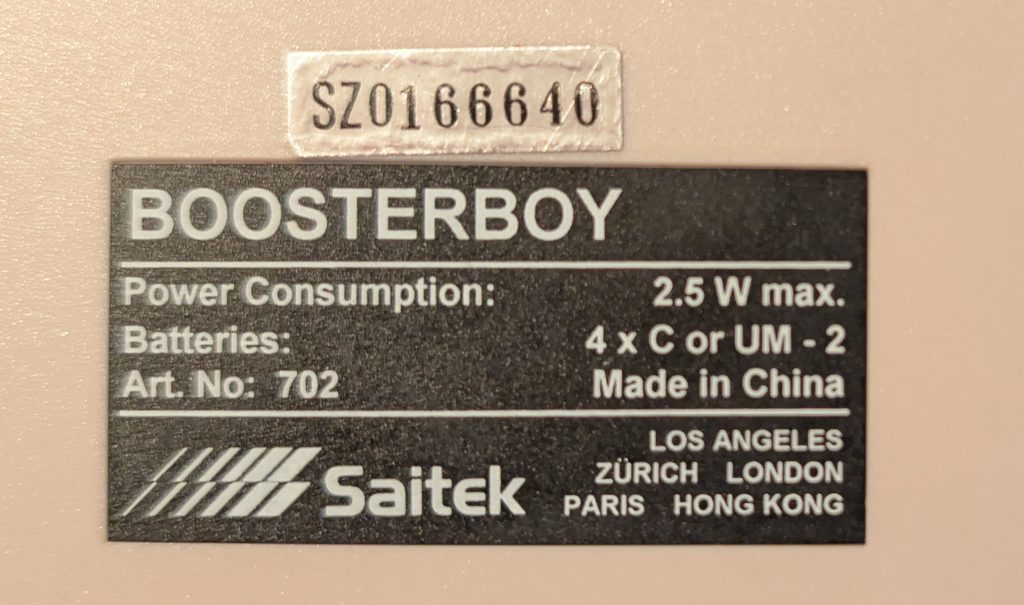 SZ0166640
BOOSTERBOY
Power Consumption: 2.5 W max.
Batteries: 4 x C or UM - 2
Art. No: 702 Made in China
Saitek
LOS ANGELES
ZÜRICH LONDON
PARIS HONG KONG